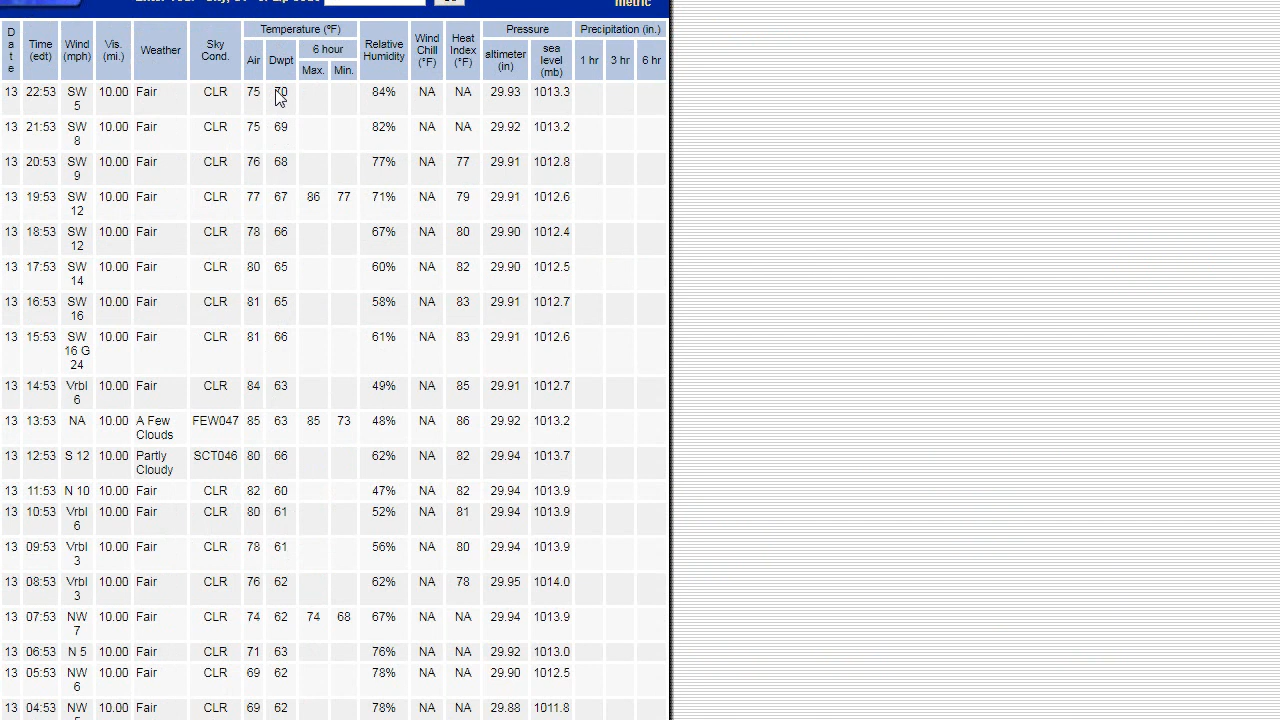 metric
Date Time (edt) Wind (mph) Vis. (mi.) Weather Sky Cond. Temperature (ºF) Air Dwpt 6 hour Max. Min. Relative Humidity Wind Chill (°F) Heat Index (°F) Pressure altimeter (in) sea level (mb) Precipitation (in.) 1 hr 3 hr 6 hr
13 22:53 SW 5 10.00 Fair CLR 75 70 84% NA NA 29.93 1013.3
13 21:53 SW 8 10.00 Fair CLR 75 69 82% NA NA 29.92 1013.2
13 20:53 SW 9 10.00 Fair CLR 76 68 77% NA 77 29.91 1012.8
13 19:53 SW 12 10.00 Fair CLR 77 67 86 77 71% NA 79 29.91 1012.6
13 18:53 SW 12 10.00 Fair CLR 78 66 67% NA 80 29.90 1012.4
13 17:53 SW 14 10.00 Fair CLR 80 65 60% NA 82 29.90 1012.5
13 16:53 SW 16 10.00 Fair CLR 81 65 58% NA 83 29.91 1012.7
13 15:53 SW 16 G 24 10.00 Fair CLR 81 66 61% NA 83 29.91 1012.6
13 14:53 Vrbl 6 10.00 Fair CLR 84 63 49% NA 85 29.91 1012.7
13 13:53 NA 10.00 A Few Clouds FEW047 85 63 85 73 48% NA 86 29.92 1013.2
13 12:53 S 12 10.00 Partly Cloudy SCT046 80 66 62% NA 82 29.94 1013.7
13 11:53 N 10 10.00 Fair CLR 82 60 47% NA 82 29.94 1013.9
13 10:53 Vrbl 6 10.00 Fair CLR 80 61 52% NA 81 29.94 1013.9
13 09:53 Vrbl 3 10.00 Fair CLR 78 61 56% NA 80 29.94 1013.9
13 08:53 Vrbl 3 10.00 Fair CLR 76 62 62% NA 78 29.95 1014.0
13 07:53 NW 7 10.00 Fair CLR 74 62 74 68 67% NA NA 29.94 1013.9
13 06:53 N 5 10.00 Fair CLR 71 63 76% NA NA 29.92 1013.0
13 05:53 NW 6 10.00 Fair CLR 69 62 78% NA NA 29.90 1012.5
13 04:53 NW 10.00 Fair CLR 69 62 78% NA NA 29.88 1011.8